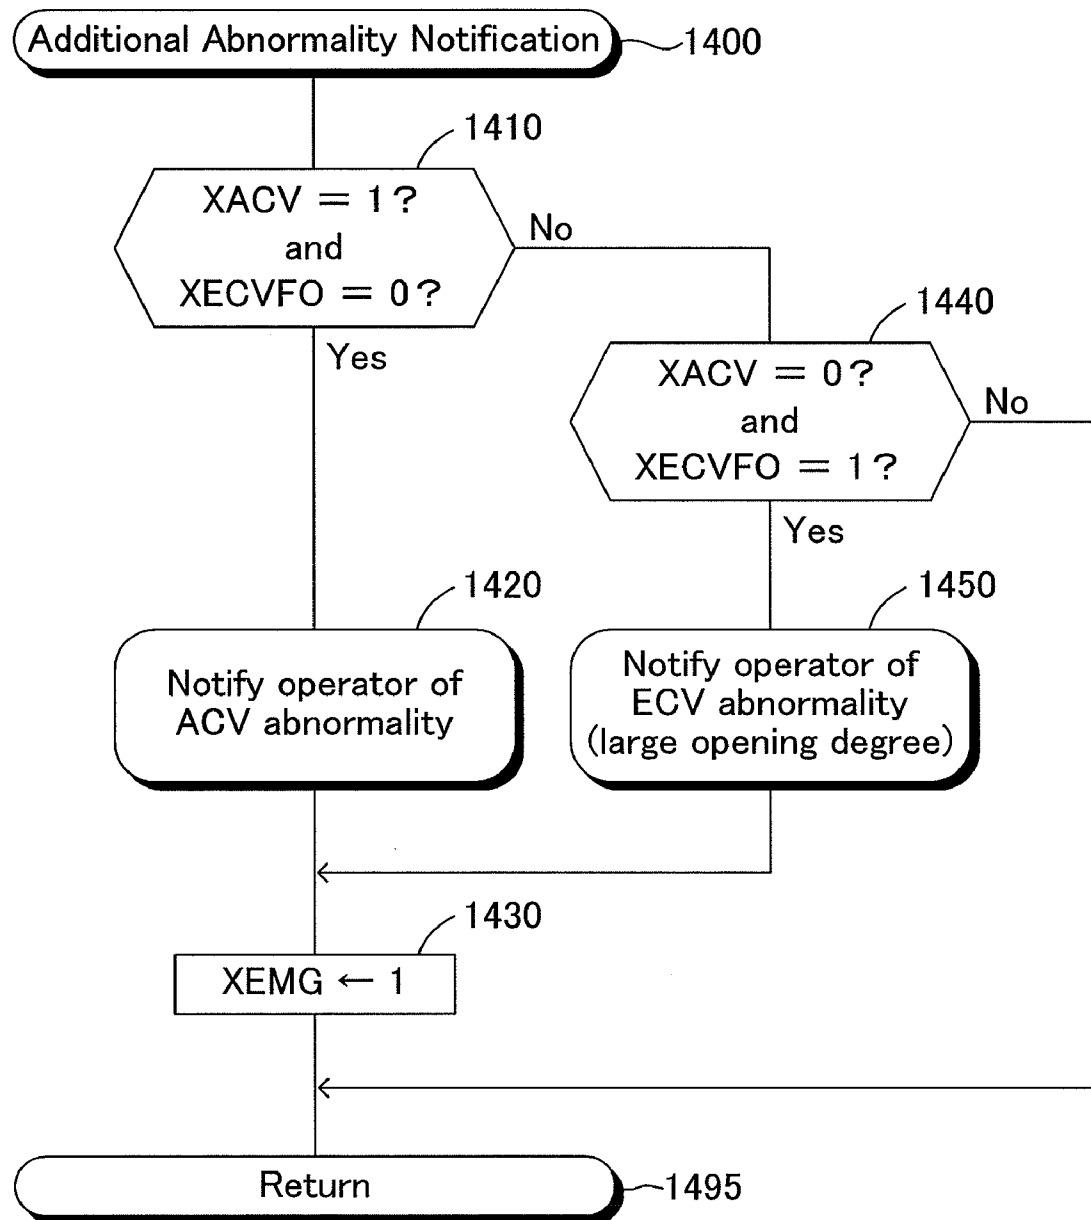 Additional Abnormality Notification
1400
1410
XACV = 1?
and
XECVFO = 0?
No
Yes
1440
XACV = 0?
and
XECVFO = 1?
No
Yes
1420
Notify operator of
ACV abnormality
1450
Notify operator of
ECV abnormality
(large opening degree)
1430
XEMG ← 1
Return
1495